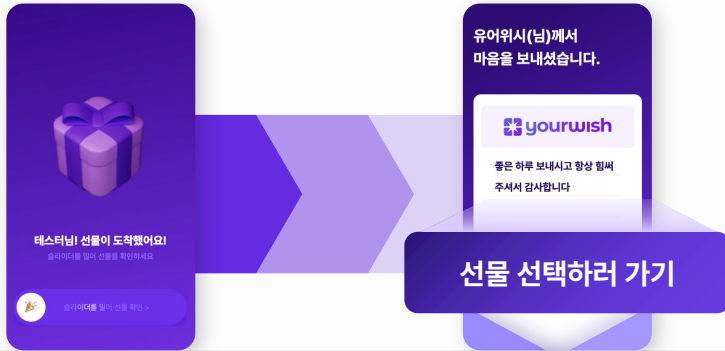 테스터님! 선물이 도착했어요!
슬라이더를 밀어 선물을 확인하세요
슬라이더를 밀어 선물 확인 >
유어위시(님)께서
마음을 보내셨습니다.
yourwish
좋은 하루 보내시고 항상 힘써
주셔서 감사합니다
선물 선택하러 가기